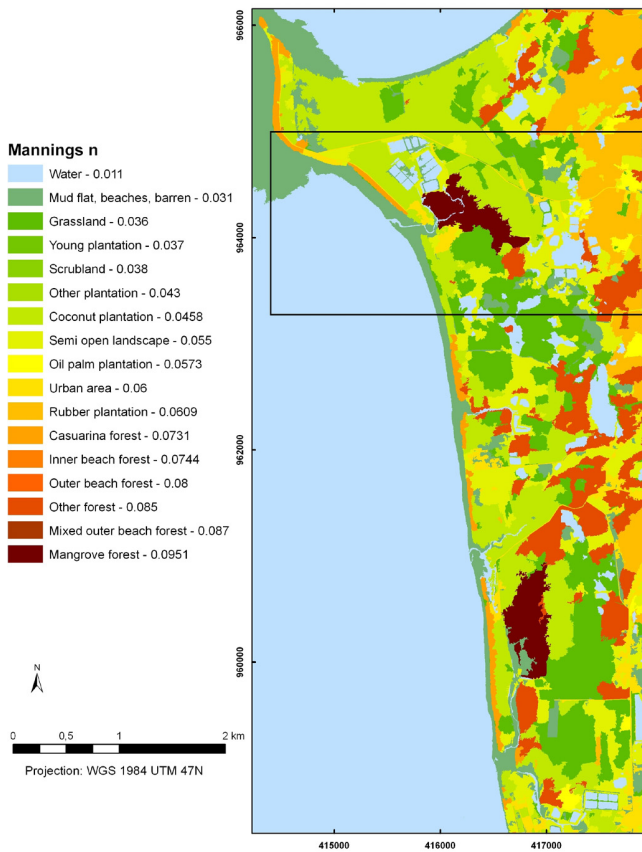 Mannings n
Water - 0.011
Mud flat, beaches, barren - 0.031
Grassland - 0.036
Young plantation - 0.037
Scrubland - 0.038
Other plantation - 0.043
Coconut plantation - 0.0458
Semi open landscape - 0.055
Oil palm plantation - 0.0573
Urban area - 0.06
Rubber plantation - 0.0609
Casuarina forest - 0.0731
Inner beach forest - 0.0744
Outer beach forest - 0.08
Other forest - 0.085
Mixed outer beach forest - 0.087
Mangrove forest - 0.0951
N
0 0,5 1 2 km
Projection: WGS 1984 UTM 47N
966000
964000
962000
960000
415000 416000 417000